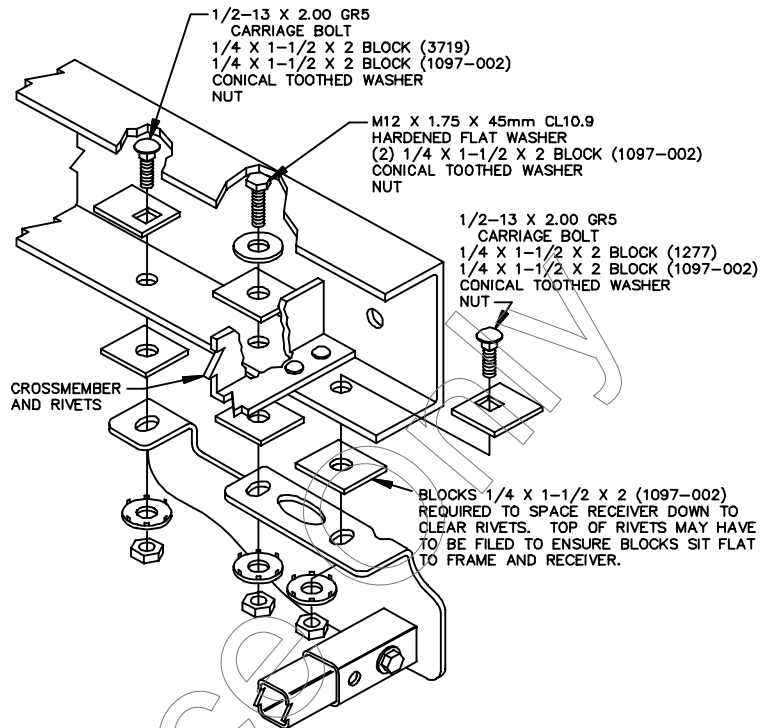 1/2-13 X 2.00 GR5
CARRIAGE BOLT
1/4 X 1-1/2 X 2 BLOCK (3719)
1/4 X 1-1/2 X 2 BLOCK (1097-002)
CONICAL TOOTHED WASHER
NUT
M12 X 1.75 X 45mm CL10.9
HARDENED FLAT WASHER
(2) 1/4 X 1-1/2 X 2 BLOCK (1097-002)
CONICAL TOOTHED WASHER
NUT
1/2-13 X 2.00 GR5
CARRIAGE BOLT
1/4 X 1-1/2 X 2 BLOCK (1277)
1/4 X 1-1/2 X 2 BLOCK (1097-002)
CONICAL TOOTHED WASHER
NUT
CROSSMEMBER
AND RIVETS
BLOCKS 1/4 X 1-1/2 X 2 (1097-002)
REQUIRED TO SPACE RECEIVER DOWN TO
CLEAR RIVETS. TOP OF RIVETS MAY HAVE
TO BE FILED TO ENSURE BLOCKS SIT FLAT
TO FRAME AND RECEIVER.